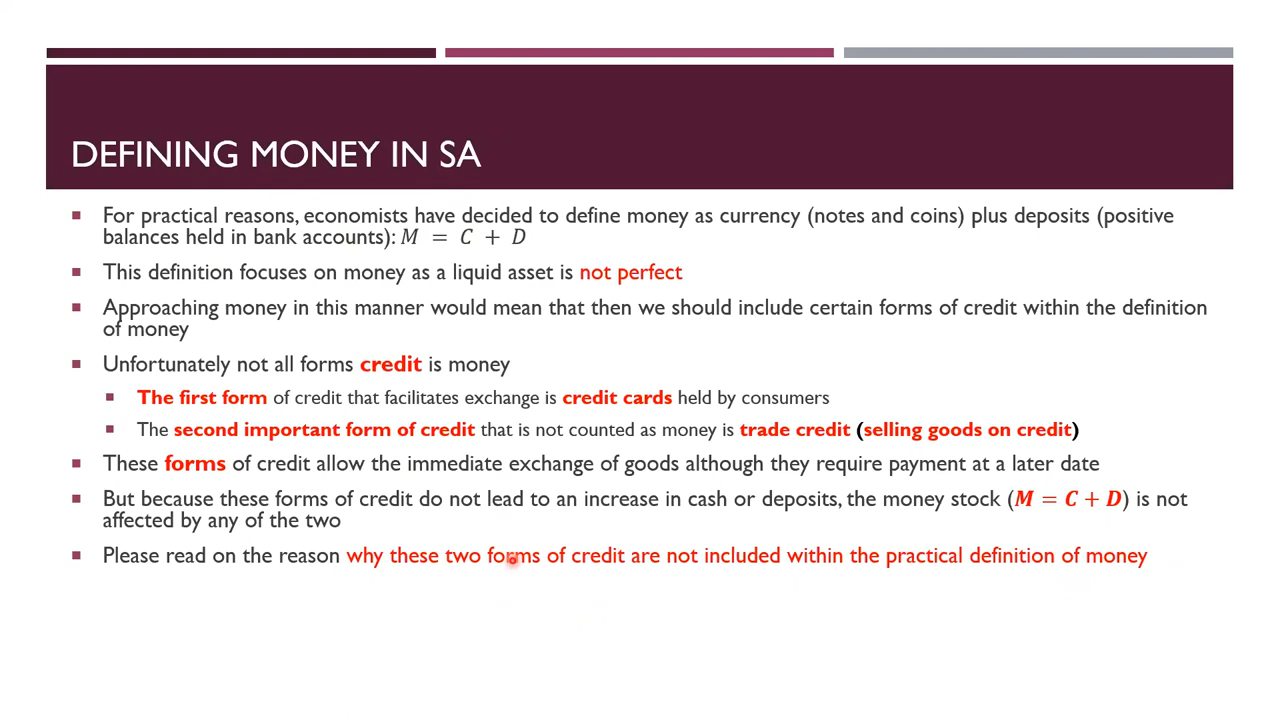 DEFINING MONEY IN SA
For practical reasons, economists have decided to define money as currency (notes and coins) plus deposits (positive
balances held in bank accounts): M = C + D
This definition focuses on money as a liquid asset is not perfect
Approaching money in this manner would mean that then we should include certain forms of credit within the definition
of money
Unfortunately not all forms credit is money
The first form of credit that facilitates exchange is credit cards held by consumers
The second important form of credit that is not counted as money is trade credit (selling goods on credit)
These forms of credit allow the immediate exchange of goods although they require payment at a later date
But because these forms of credit do not lead to an increase in cash or deposits, the money stock (M = C + D) is not
affected by any of the two
Please read on the reason why these two forms of credit are not included within the practical definition of money